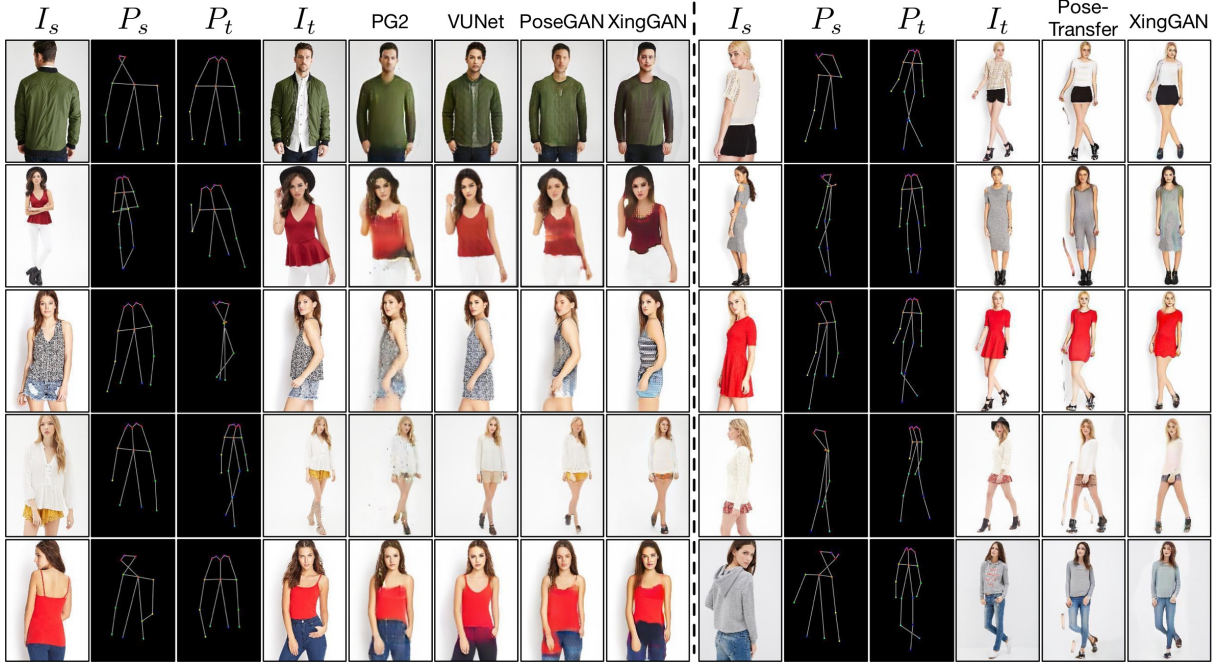 I_s P_s P_t I_t PG2 VUNet PoseGAN XingGAN I_s P_s P_t I_t Pose-Transfer XingGAN